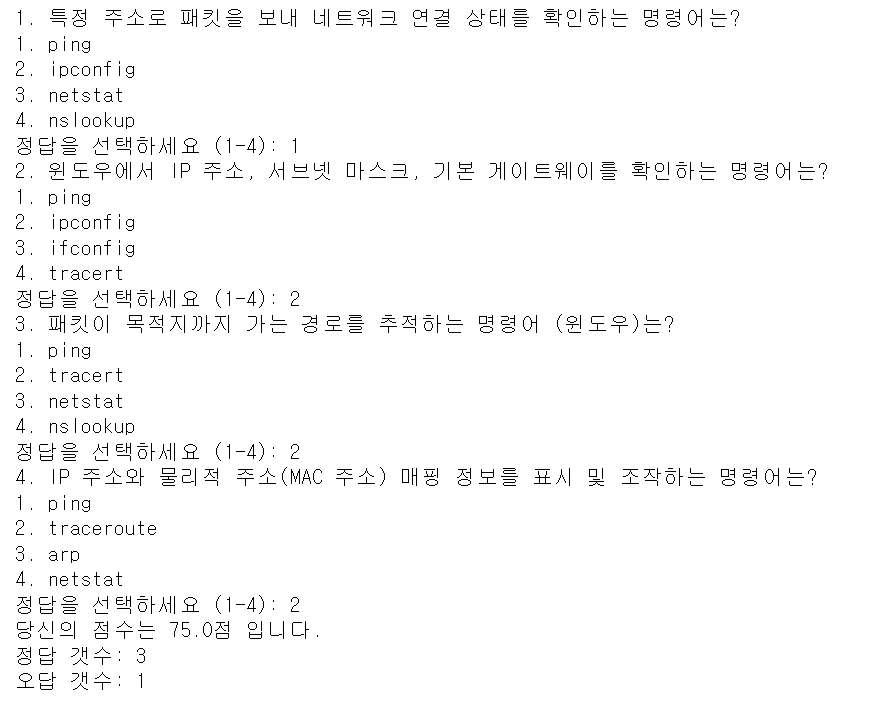 1. 특정 주소로 패킷을 보내 네트워크 연결 상태를 확인하는 명령어는?
1. ping
2. ipconfig
3. netstat
4. nslookup
정답을 선택하세요 (1-4): 1
2. 윈도우에서 IP 주소, 서브넷 마스크, 기본 게이트웨이를 확인하는 명령어는?
1. ping
2. ipconfig
3. ifconfig
4. tracert
정답을 선택하세요 (1-4): 2
3. 패킷이 목적지까지 가는 경로를 추적하는 명령어 (윈도우)는?
1. ping
2. tracert
3. netstat
4. nslookup
정답을 선택하세요 (1-4): 2
4. IP 주소와 물리적 주소(MAC 주소) 매핑 정보를 표시 및 조작하는 명령어는?
1. ping
2. traceroute
3. arp
4. netstat
정답을 선택하세요 (1-4): 2
당신의 점수는 75.0점 입니다.
정답 갯수: 3
오답 갯수: 1